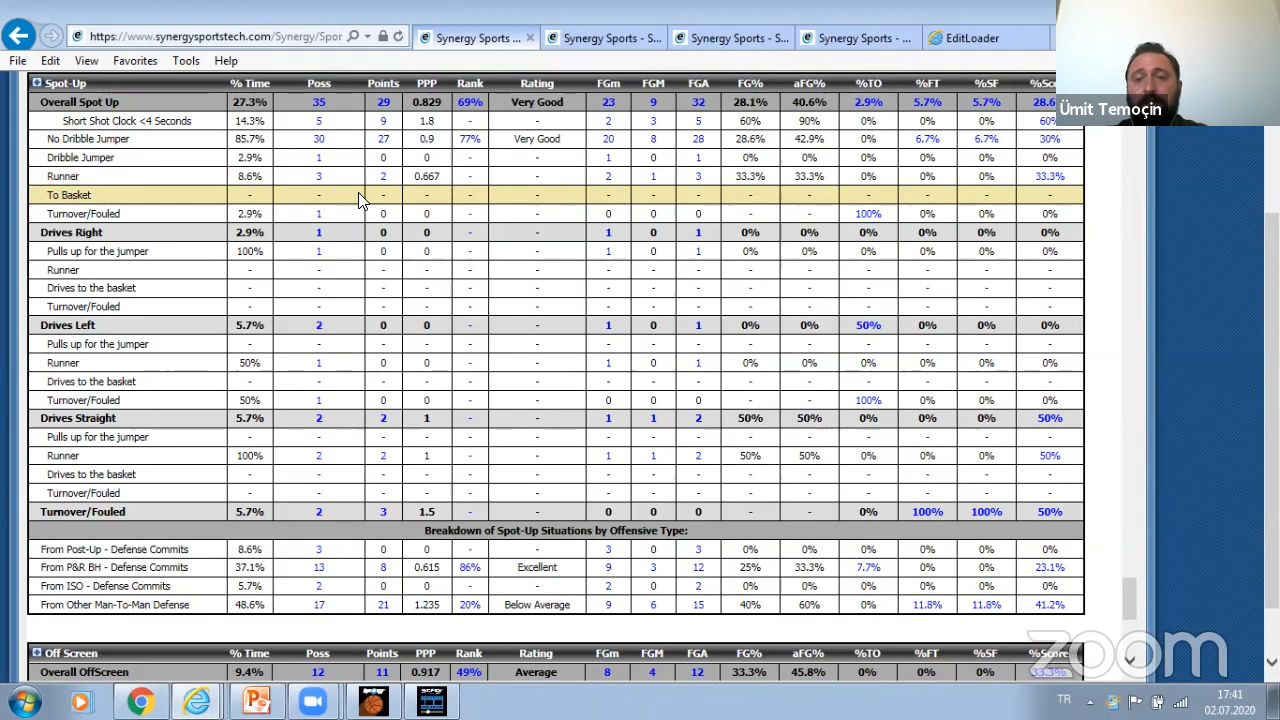 https://www.synergysportstech.com/Synergy/Spor
Synergy Sports ...
Synergy Sports - S...
Synergy Sports - S...
Synergy Sports - ...
EditLoader
File Edit View Favorites Tools Help
Ümit Temoçin
Spot-Up % Time Poss Points PPP Rank Rating FGm FGM FGA FG% aFG% %TO %FT %SF %Score
Overall Spot Up 27.3% 35 29 0.829 69% Very Good 23 9 32 28.1% 40.6% 2.9% 5.7% 5.7% 28.6%
Short Shot Clock <4 Seconds 14.3% 5 9 1.8 - - 2 3 5 60% 90% 0% 0% 0% 60%
No Dribble Jumper 85.7% 30 27 0.9 77% Very Good 20 8 28 28.6% 42.9% 0% 6.7% 6.7% 30%
Dribble Jumper 2.9% 1 0 0 - - 1 0 1 0% 0% 0% 0% 0% 0%
Runner 8.6% 3 2 0.667 - - 2 1 3 33.3% 33.3% 0% 0% 0% 33.3%
To Basket - - - - - - - - - - - - - - -
Turnover/Fouled 2.9% 1 0 0 - - 0 0 0 - - 100% 0% 0% 0%
Drives Right 2.9% 1 0 0 - - 1 0 1 0% 0% 0% 0% 0% 0%
Pulls up for the jumper 100% 1 0 0 - - 1 0 1 0% 0% 0% 0% 0% 0%
Runner - - - - - - - - - - - - - - -
Drives to the basket - - - - - - - - - - - - - - -
Turnover/Fouled - - - - - - - - - - - - - - -
Drives Left 5.7% 2 0 0 - - 1 0 1 0% 0% 50% 0% 0% 0%
Pulls up for the jumper - - - - - - - - - - - - - - -
Runner 50% 1 0 0 - - 1 0 1 0% 0% 0% 0% 0% 0%
Drives to the basket - - - - - - - - - - - - - - -
Turnover/Fouled 50% 1 0 0 - - 0 0 0 - - 100% 0% 0% 0%
Drives Straight 5.7% 2 2 1 - - 1 1 2 50% 50% 0% 0% 0% 50%
Pulls up for the jumper - - - - - - - - - - - - - - -
Runner 100% 2 2 1 - - 1 1 2 50% 50% 0% 0% 0% 50%
Drives to the basket - - - - - - - - - - - - - - -
Turnover/Fouled - - - - - - - - - - - - - - -
Turnover/Fouled 5.7% 2 3 1.5 - - 0 0 0 - - 0% 100% 100% 50%
Breakdown of Spot-Up Situations by Offensive Type:
From Post-Up - Defense Commits 8.6% 3 0 0 - - 3 0 3 0% 0% 0% 0% 0% 0%
From P&R BH - Defense Commits 37.1% 13 8 0.615 86% Excellent 9 3 12 25% 33.3% 7.7% 0% 0% 23.1%
From ISO - Defense Commits 5.7% 2 0 0 - - 2 0 2 0% 0% 0% 0% 0% 0%
From Other Man-To-Man Defense 48.6% 17 21 1.235 20% Below Average 9 6 15 40% 60% 0% 11.8% 11.8% 41.2%
Off Screen % Time Poss Points PPP Rank Rating FGm FGM FGA FG% aFG% %TO %FT %SF %Score
Overall OffScreen 9.4% 12 11 0.917 49% Average 8 4 12 33.3% 45.8% 0% 0% 0% 33.3%
zoom
TR
17:41
02.07.2020